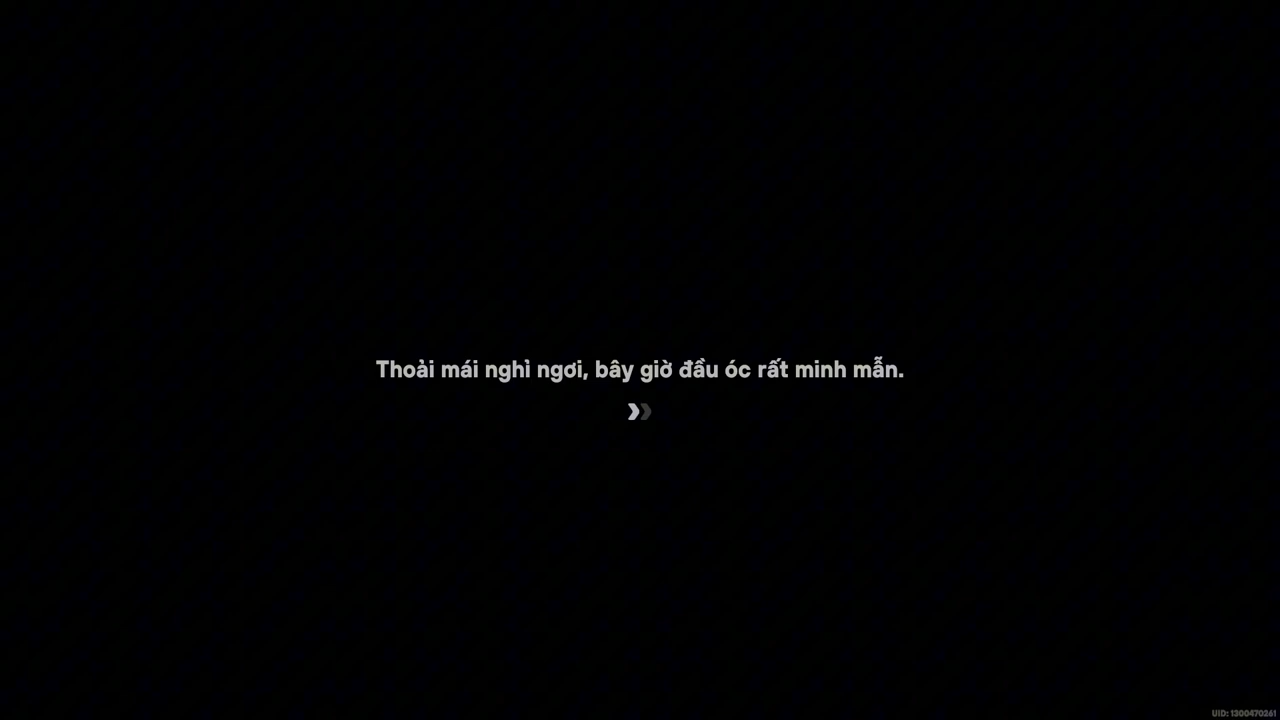 Thoải mái nghỉ ngơi, bây giờ đầu óc rất minh mẫn.
UID: 1300470261